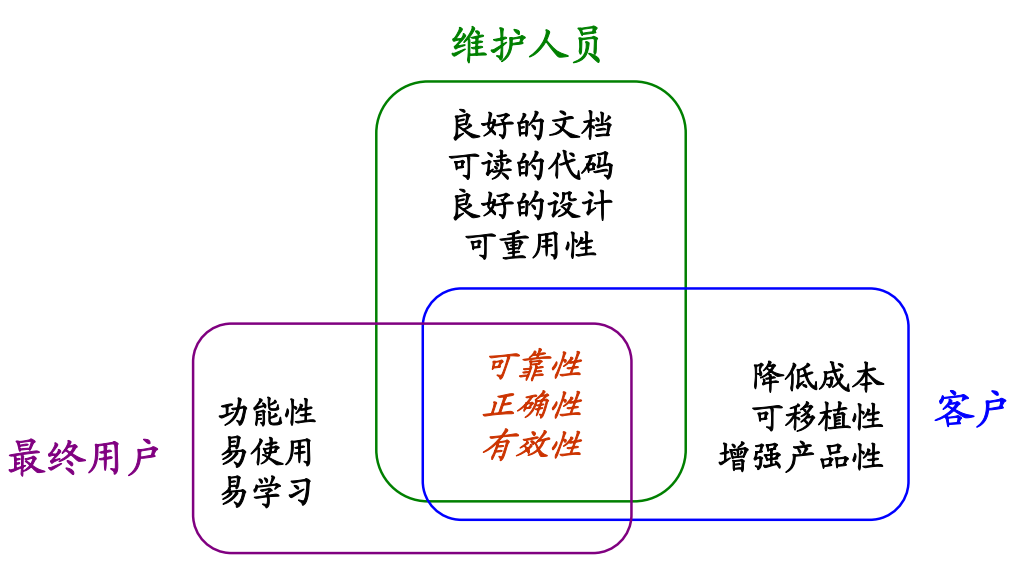 维护人员
良好的文档
可读的代码
良好的设计
可重用性
可靠性
正确性
有效性
最终用户
功能性
易使用
易学习
降低成本
可移植性
增强产品性
客户